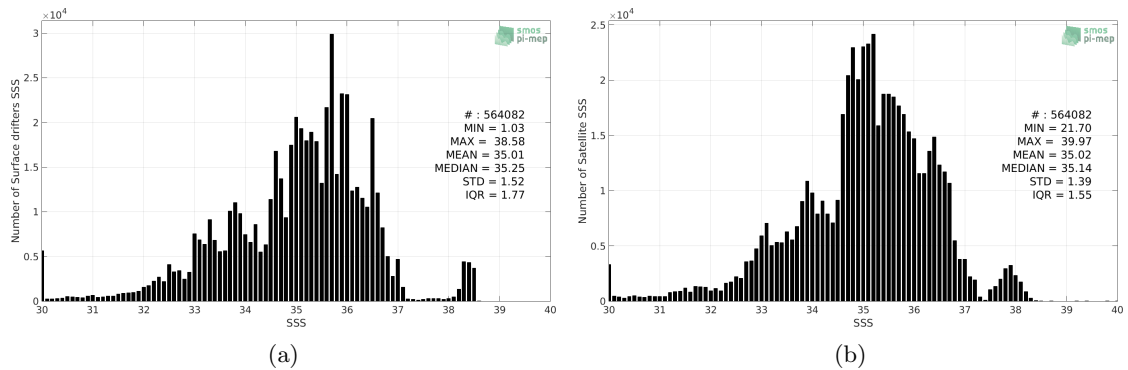 ×10⁴
3
2.5
2
1.5
1
0.5
0
Number of Surface drifters SSS
30 31 32 33 34 35 36 37 38 39 40
SSS
smos
pi-mep
# : 564082
MIN = 1.03
MAX = 38.58
MEAN = 35.01
MEDIAN = 35.25
STD = 1.52
IQR = 1.77
(a)
×10⁴
2.5
2
1.5
1
0.5
0
Number of Satellite SSS
30 31 32 33 34 35 36 37 38 39 40
SSS
smos
pi-mep
# : 564082
MIN = 21.70
MAX = 39.97
MEAN = 35.02
MEDIAN = 35.14
STD = 1.39
IQR = 1.55
(b)